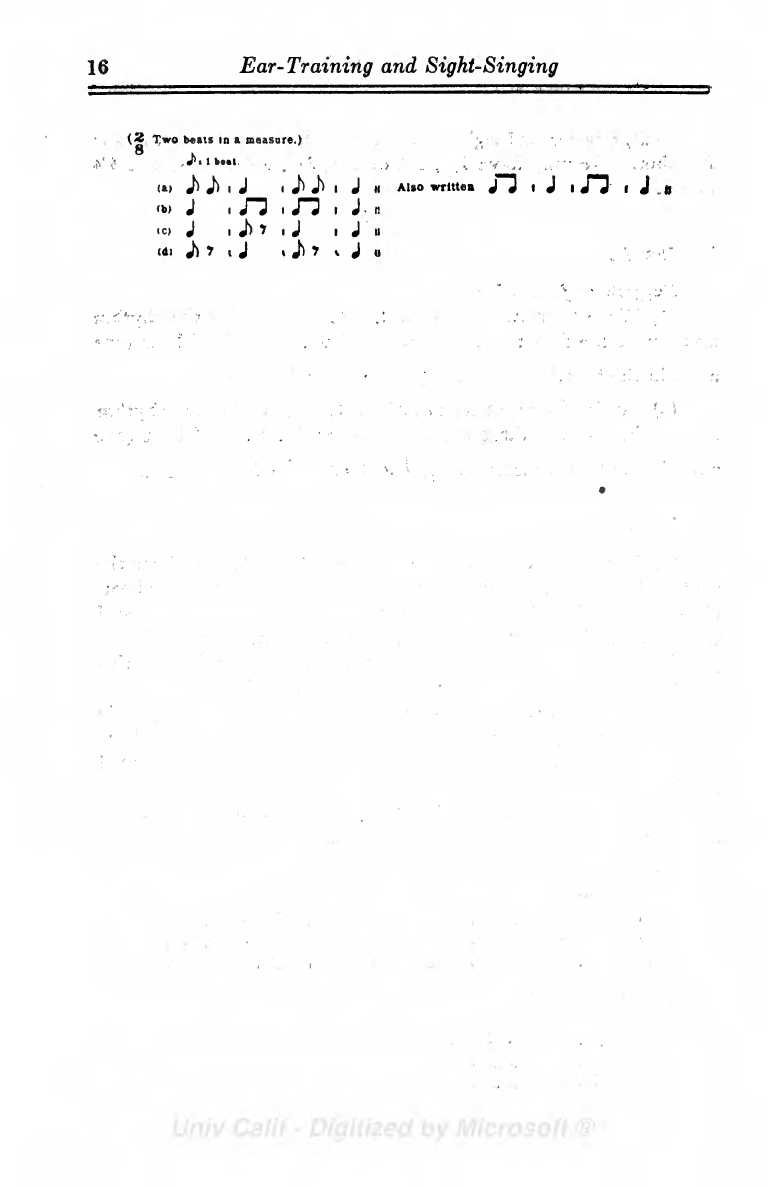 16 Ear-Training and Sight-Singing
(2/8 Two beats in a measure.)
♪ = 1 beat.
(a) ♪ ♪ | ♩ | ♪ ♪ | ♩ || Also written ♫ | ♩ | ♫ | ♩ ||
(b) ♩ | ♫ | ♫ | ♩ ||
(c) ♩ | ♪ 𝄾 | ♩ | ♩ ||
(d) ♪ 𝄾 | ♩ | ♪ 𝄾 | ♩ ||
Univ Calif - Digitized by Microsoft ®